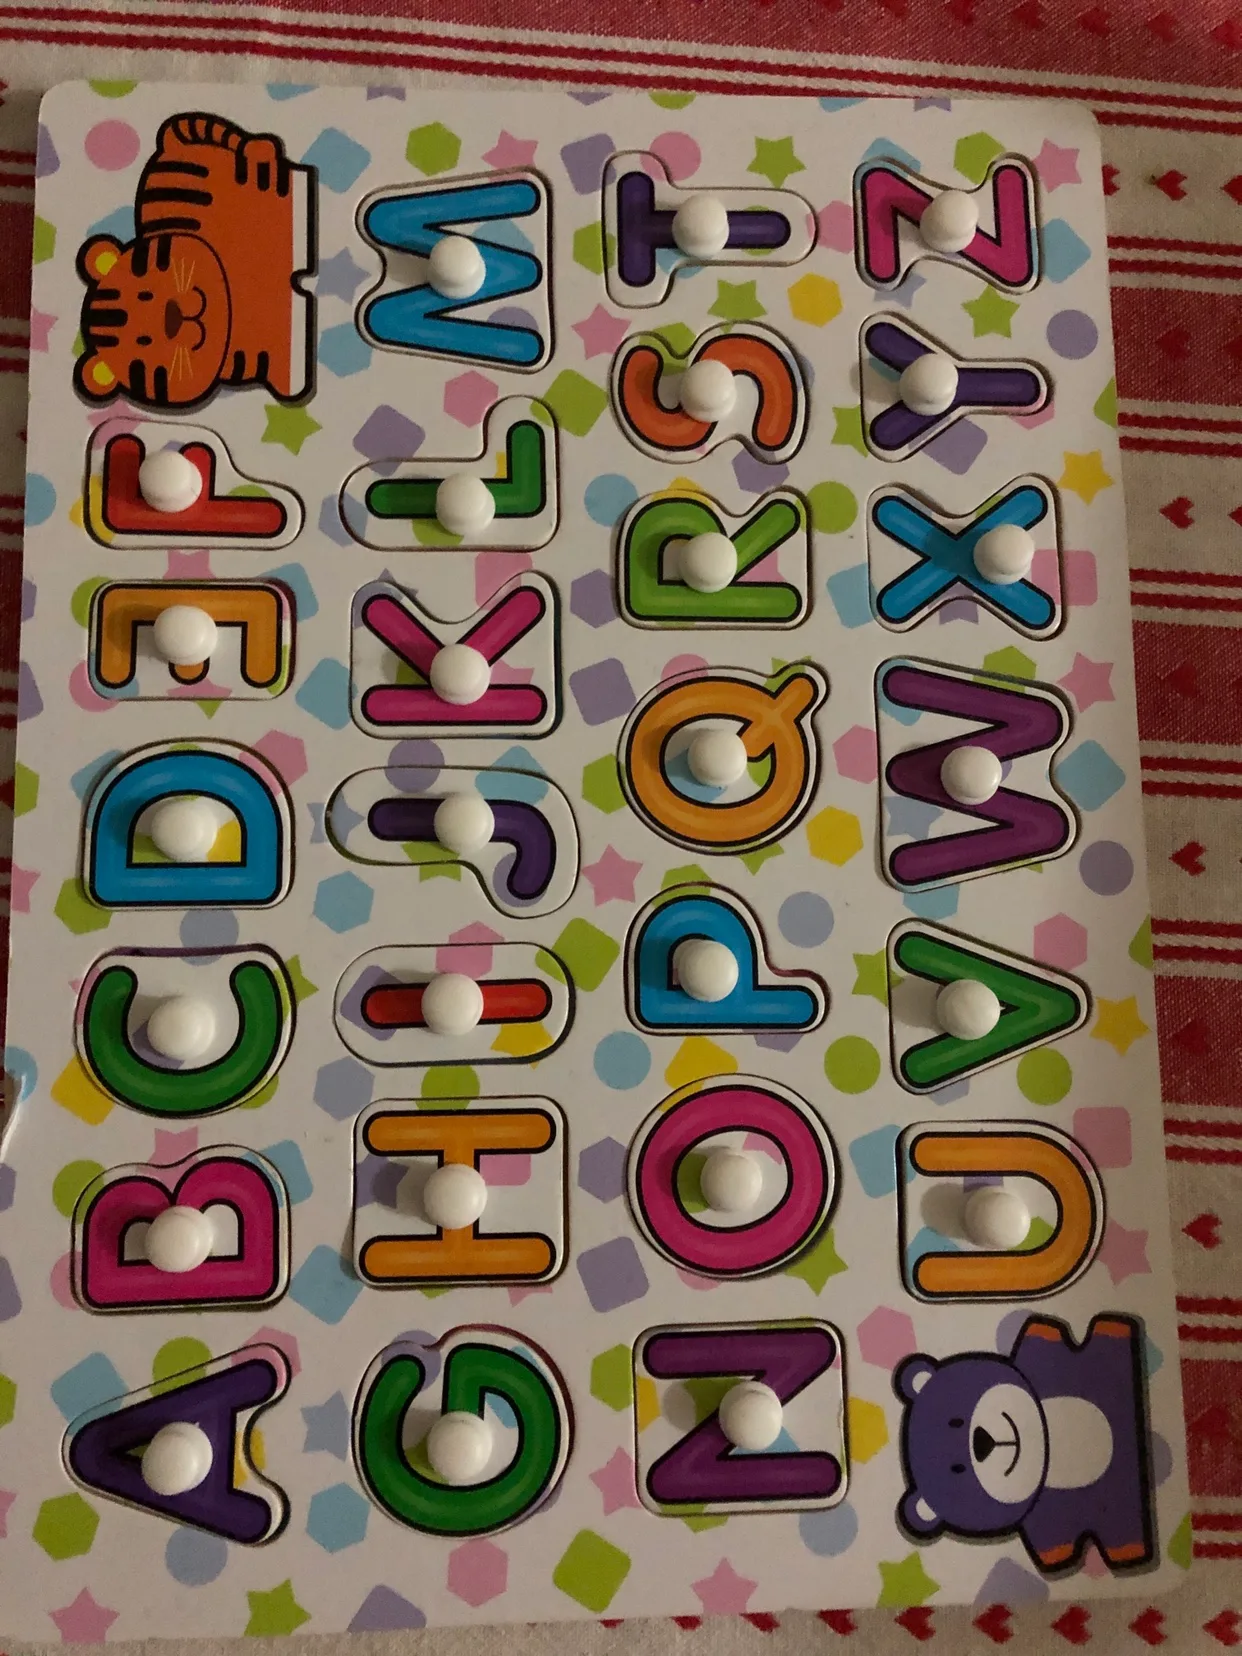 A B C D E F
G H I J K L M
N O P Q R S T
U V W X Y Z